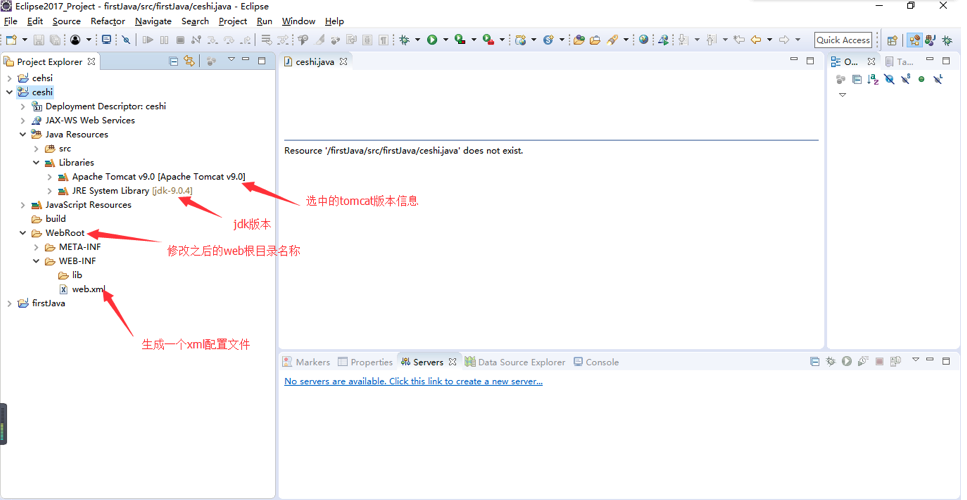 Eclipse2017_Project - firstJava/src/firstJava/ceshi.java - Eclipse
File Edit Source Refactor Navigate Search Project Run Window Help
Quick Access
Project Explorer
cehsi
ceshi
Deployment Descriptor: ceshi
JAX-WS Web Services
Java Resources
src
Libraries
Apache Tomcat v9.0 [Apache Tomcat v9.0]
JRE System Library [jdk-9.0.4]
JavaScript Resources
build
WebRoot
META-INF
WEB-INF
lib
web.xml
firstJava
选中的tomcat版本信息
jdk版本
修改之后的web根目录名称
生成一个xml配置文件
ceshi.java
Resource '/firstJava/src/firstJava/ceshi.java' does not exist.
O...
Ta...
Markers Properties Servers Data Source Explorer Console
No servers are available. Click this link to create a new server...